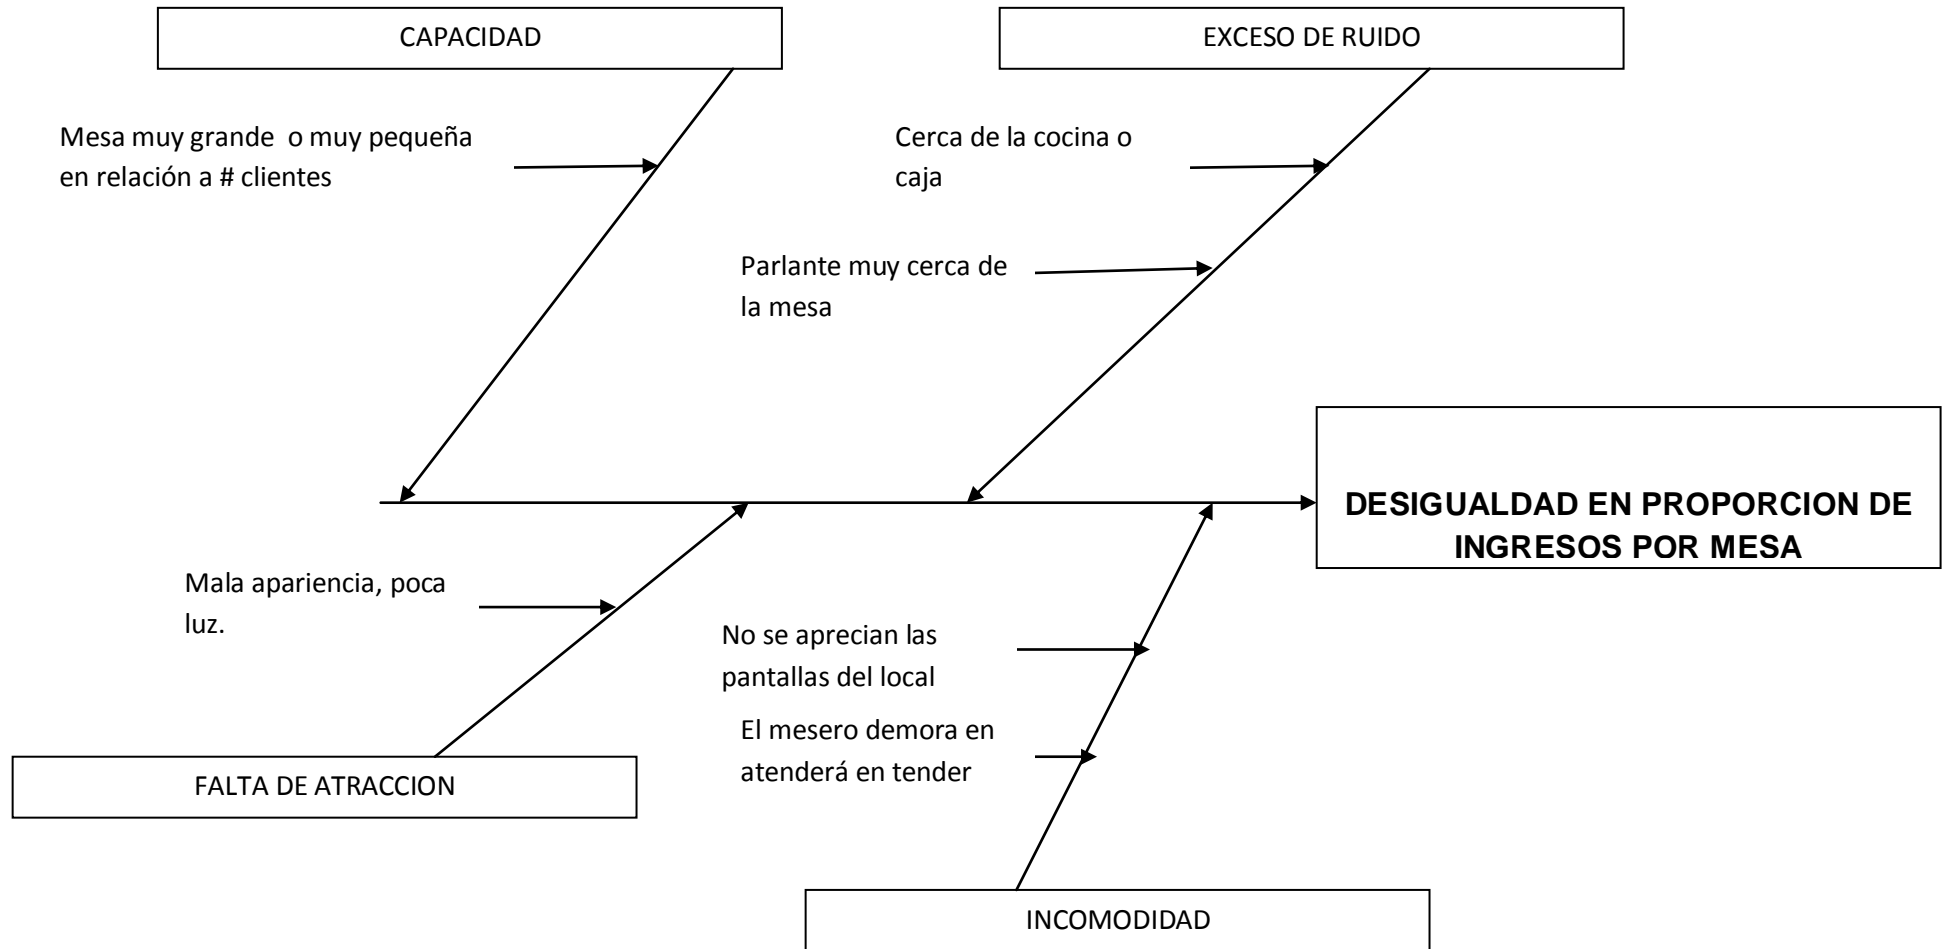 CAPACIDAD
EXCESO DE RUIDO
Mesa muy grande  o muy pequeña
en relación a # clientes
Cerca de la cocina o
caja
Parlante muy cerca de
la mesa
DESIGUALDAD EN PROPORCION DE
INGRESOS POR MESA
Mala apariencia, poca
luz.
No se aprecian las
pantallas del local
El mesero demora en
atenderá en tender
FALTA DE ATRACCION
INCOMODIDAD